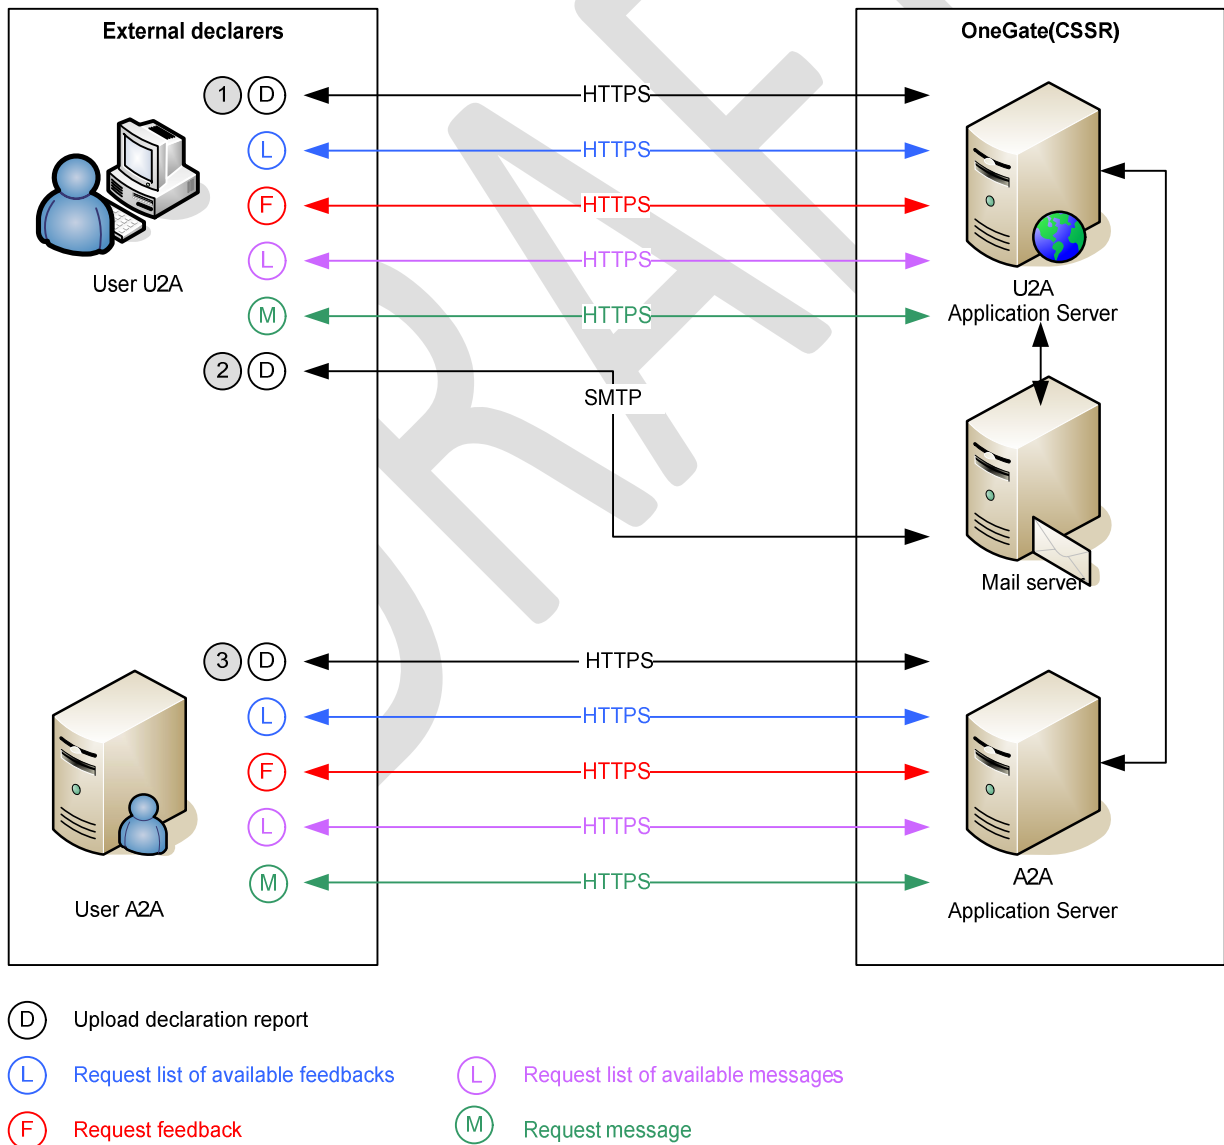 External declarers
OneGate(CSSR)
1 D HTTPS
L HTTPS
F HTTPS
L HTTPS
User U2A
M HTTPS
U2A
Application Server
2 D
SMTP
Mail server
3 D HTTPS
L HTTPS
F HTTPS
L HTTPS
M HTTPS
User A2A
A2A
Application Server
D Upload declaration report
L Request list of available feedbacks
L Request list of available messages
F Request feedback
M Request message
DRAF